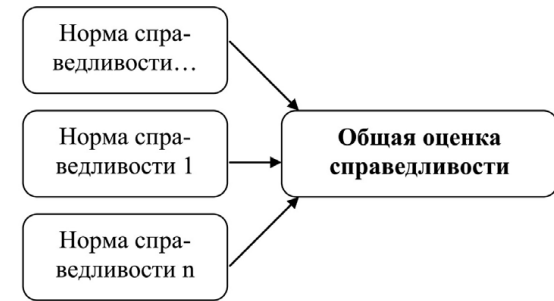 Норма спра-
ведливости…
Норма спра-
ведливости 1
Общая оценка
справедливости
Норма спра-
ведливости n